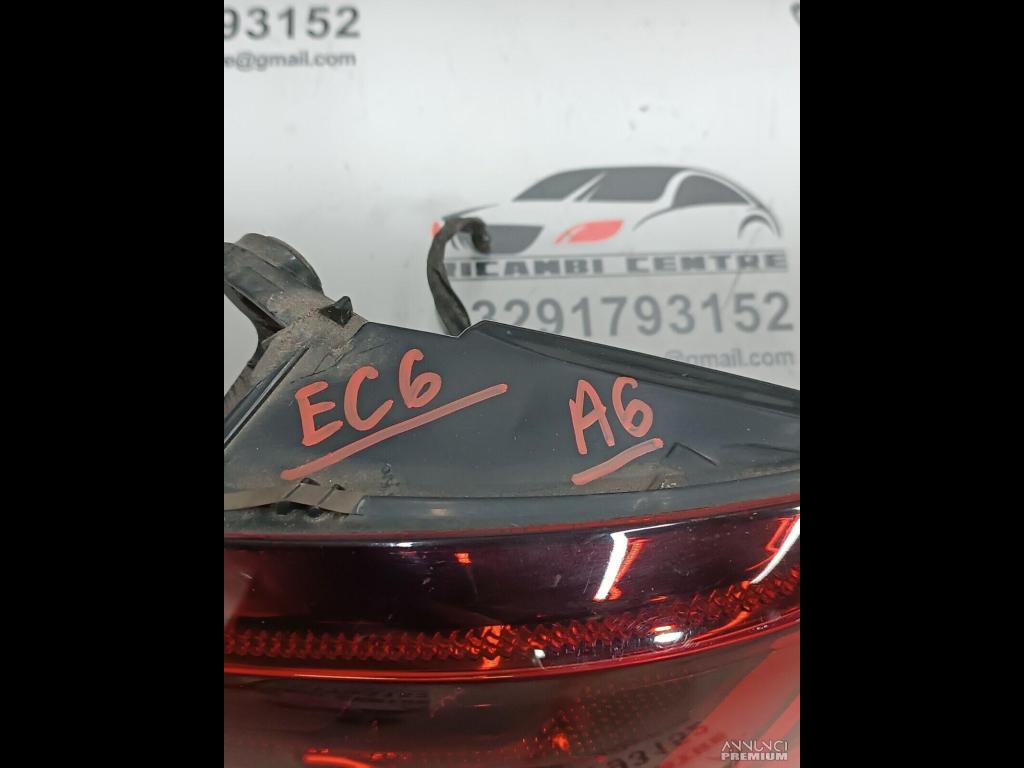 93152
e@gmail.com
RICAMBI CENTRE
3291793152
@gmail.com
EC6
A6
ANNUNCI
PREMIUM